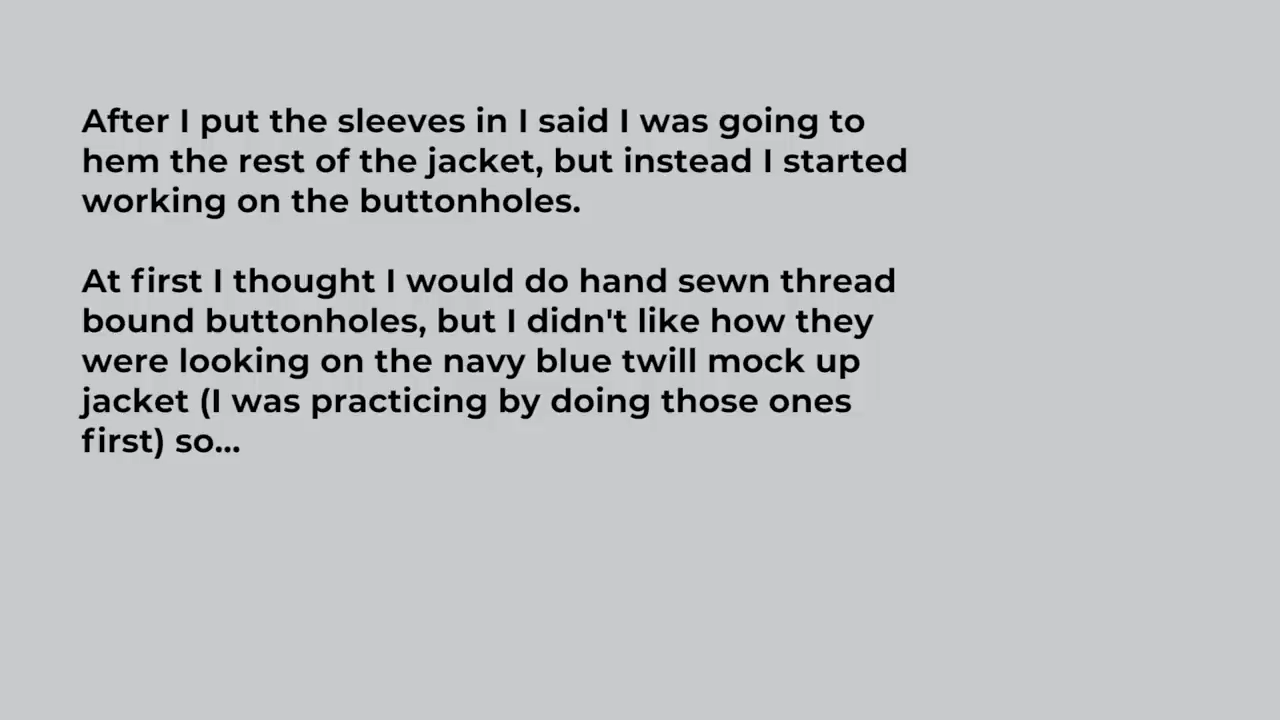 After I put the sleeves in I said I was going to
hem the rest of the jacket, but instead I started
working on the buttonholes.
At first I thought I would do hand sewn thread
bound buttonholes, but I didn't like how they
were looking on the navy blue twill mock up
jacket (I was practicing by doing those ones
first) so...